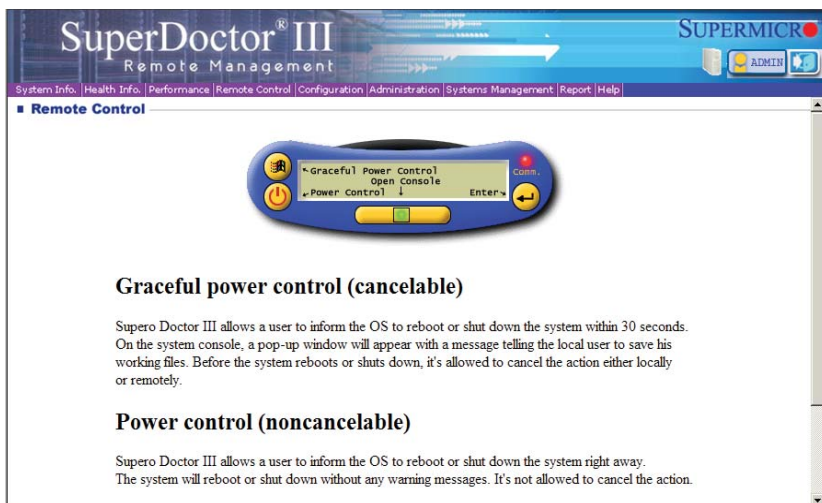 SuperDoctor® III
Remote Management
SUPERMICRO
ADMIN
System Info. Health Info. Performance Remote Control Configuration Administration Systems Management Report Help
Remote Control
Graceful Power Control
Open Console
Power Control ↓ Enter
Comm.
Graceful power control (cancelable)
Supero Doctor III allows a user to inform the OS to reboot or shut down the system within 30 seconds.
On the system console, a pop-up window will appear with a message telling the local user to save his
working files. Before the system reboots or shuts down, it's allowed to cancel the action either locally
or remotely.
Power control (noncancelable)
Supero Doctor III allows a user to inform the OS to reboot or shut down the system right away.
The system will reboot or shut down without any warning messages. It's not allowed to cancel the action.